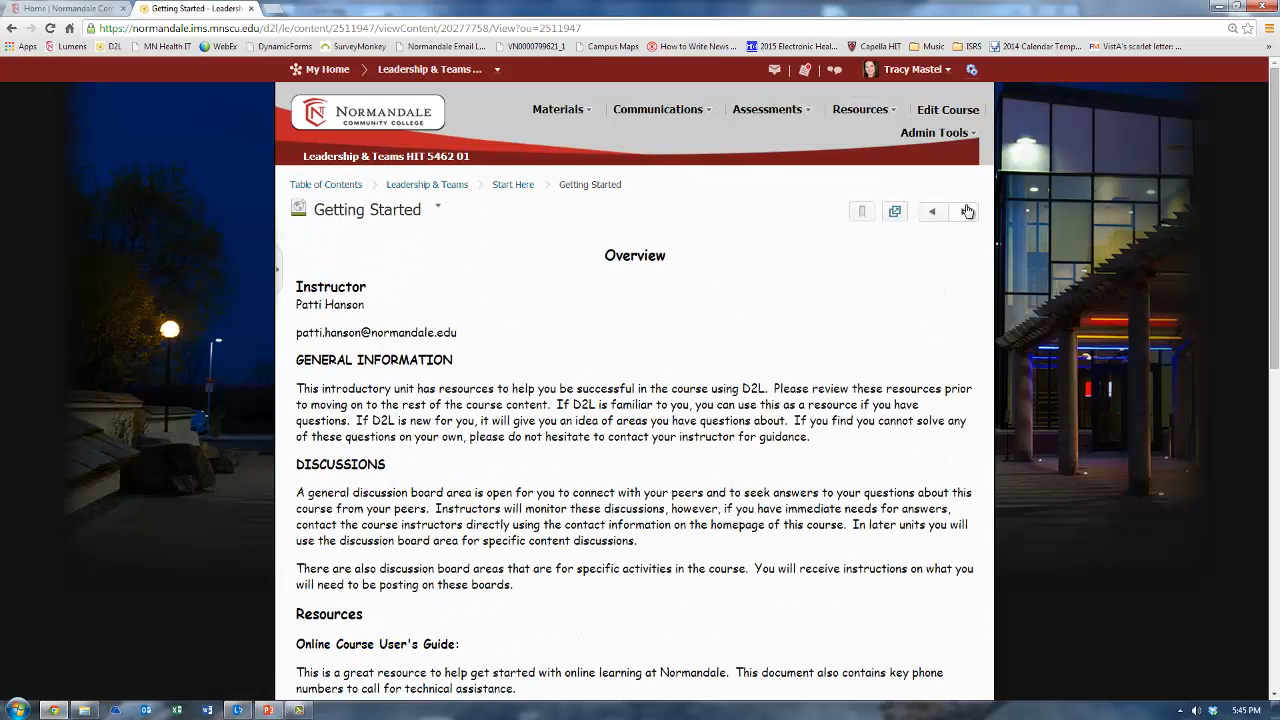 Home | Normandale Com
Getting Started - Leadersh
https://normandale.ims.mnscu.edu/d2l/le/content/2511947/viewContent/20277758/View?ou=2511947
Apps Lumens D2L MN Health IT WebEx DynamicForms SurveyMonkey Normandale Email L... VN000079962_1 Campus Maps How to Write News ... 2015 Electronic Hea... Capella HIT Music ISRS 2014 Calendar Temp... VistA's scarlet letter: ...
My Home Leadership & Teams ... Tracy Mastel
NORMANDALE
COMMUNITY COLLEGE
Materials Communications Assessments Resources Edit Course
Admin Tools
Leadership & Teams HIT 5462 01
Table of Contents Leadership & Teams Start Here Getting Started
Getting Started
Overview
Instructor
Patti Hanson
patti.hanson@normandale.edu
GENERAL INFORMATION
This introductory unit has resources to help you be successful in the course using D2L. Please review these resources prior
to moving on to the rest of the course content. If D2L is familiar to you, you can use this as a resource if you have
questions. If D2L is new for you, it will give you an idea of areas you have questions about. If you find you cannot solve any
of these questions on your own, please do not hesitate to contact your instructor for guidance.
DISCUSSIONS
A general discussion board area is open for you to connect with your peers and to seek answers to your questions about this
course from your peers. Instructors will monitor these discussions, however, if you have immediate needs for answers,
contact the course instructors directly using the contact information on the homepage of this course. In later units you will
use the discussion board area for specific content discussions.
There are also discussion board areas that are for specific activities in the course. You will receive instructions on what you
will need to be posting on these boards.
Resources
Online Course User's Guide:
This is a great resource to help get started with online learning at Normandale. This document also contains key phone
numbers to call for technical assistance.
5:45 PM